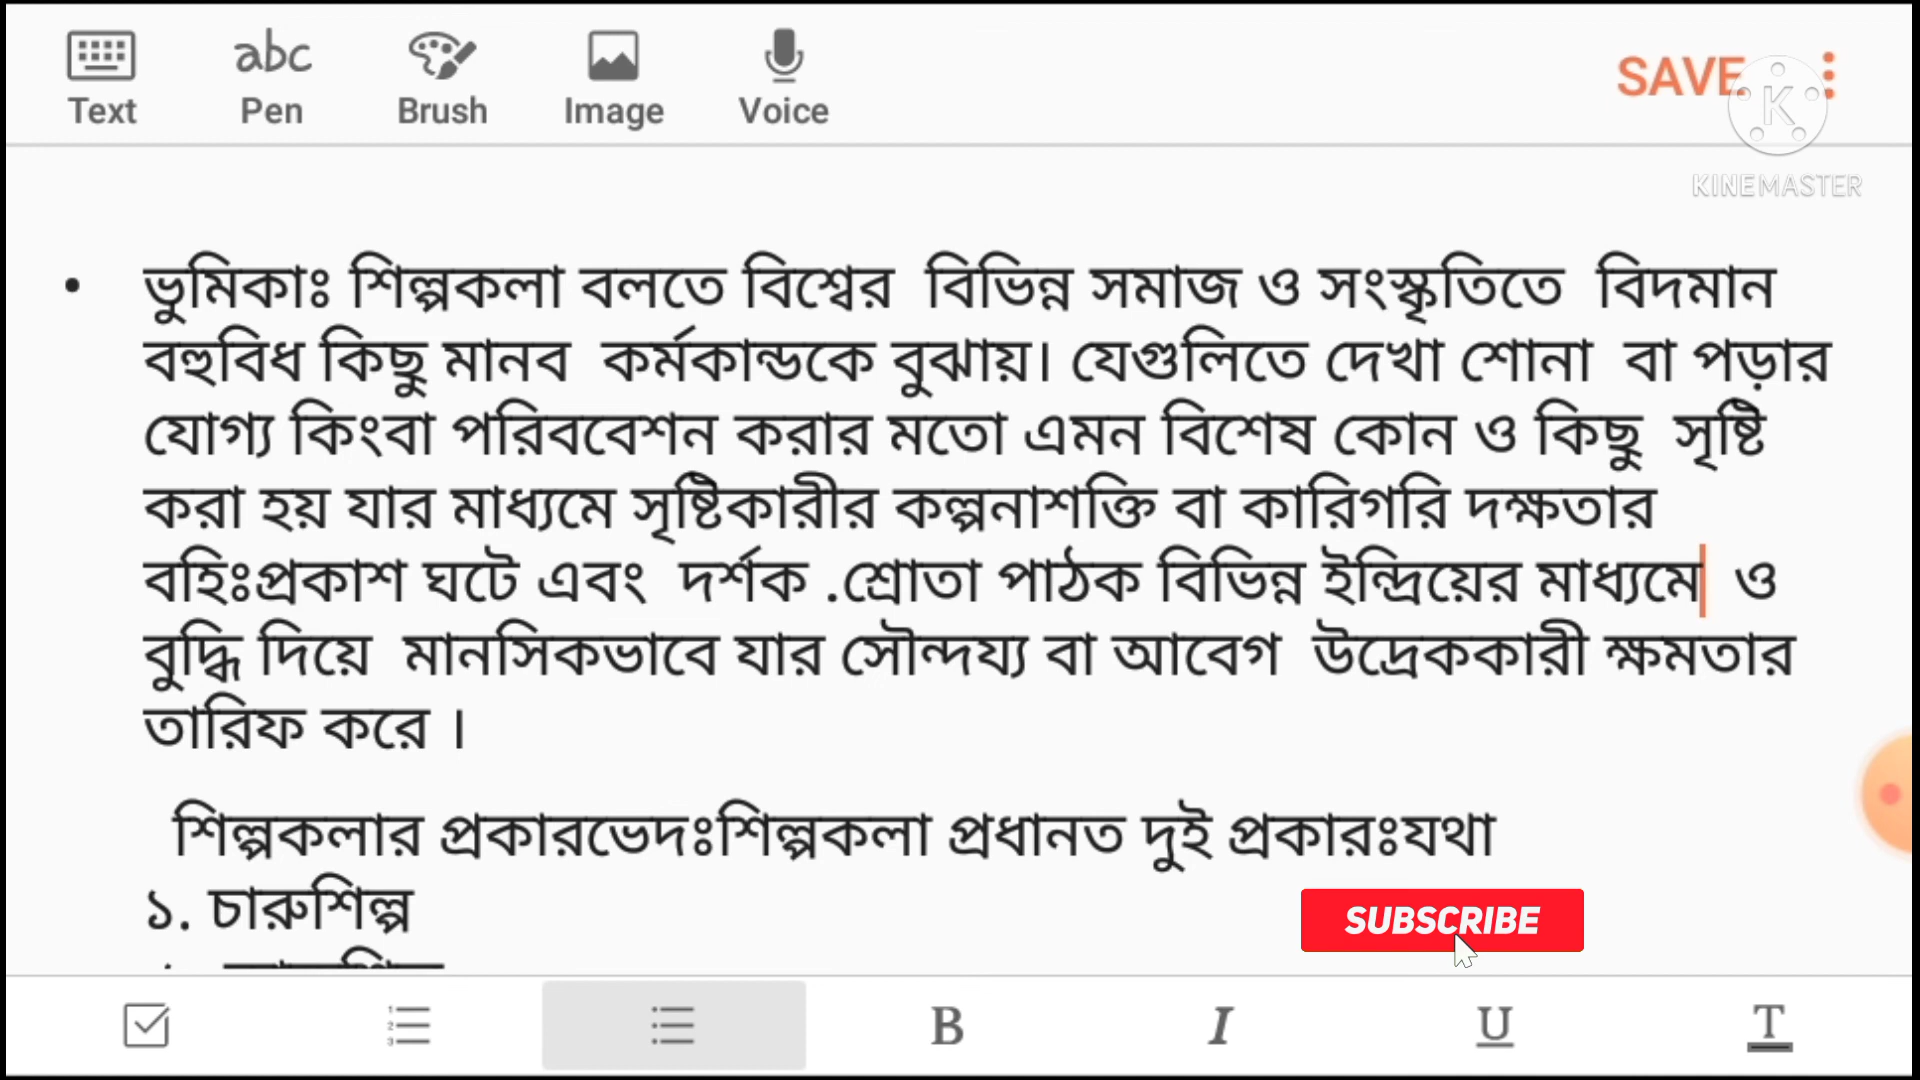 Text
Pen
Brush
Image
Voice
SAVE
K
KINEMASTER
• ভুমিকাঃ শিল্পকলা বলতে বিশ্বের বিভিন্ন সমাজ ও সংস্কৃতিতে বিদমান
বহুবিধ কিছু মানব কর্মকান্ডকে বুঝায়। যেগুলিতে দেখা শোনা বা পড়ার
যোগ্য কিংবা পরিববেশন করার মতো এমন বিশেষ কোন ও কিছু সৃষ্টি
করা হয় যার মাধ্যমে সৃষ্টিকারীর কল্পনাশক্তি বা কারিগরি দক্ষতার
বহিঃপ্রকাশ ঘটে এবং দর্শক .শ্রোতা পাঠক বিভিন্ন ইন্দ্রিয়ের মাধ্যমে ও
বুদ্ধি দিয়ে মানসিকভাবে যার সৌন্দয্য বা আবেগ উদ্রেককারী ক্ষমতার
তারিফ করে ।
শিল্পকলার প্রকারভেদঃশিল্পকলা প্রধানত দুই প্রকারঃযথা
১. চারুশিল্প
SUBSCRIBE
B
I
U
T